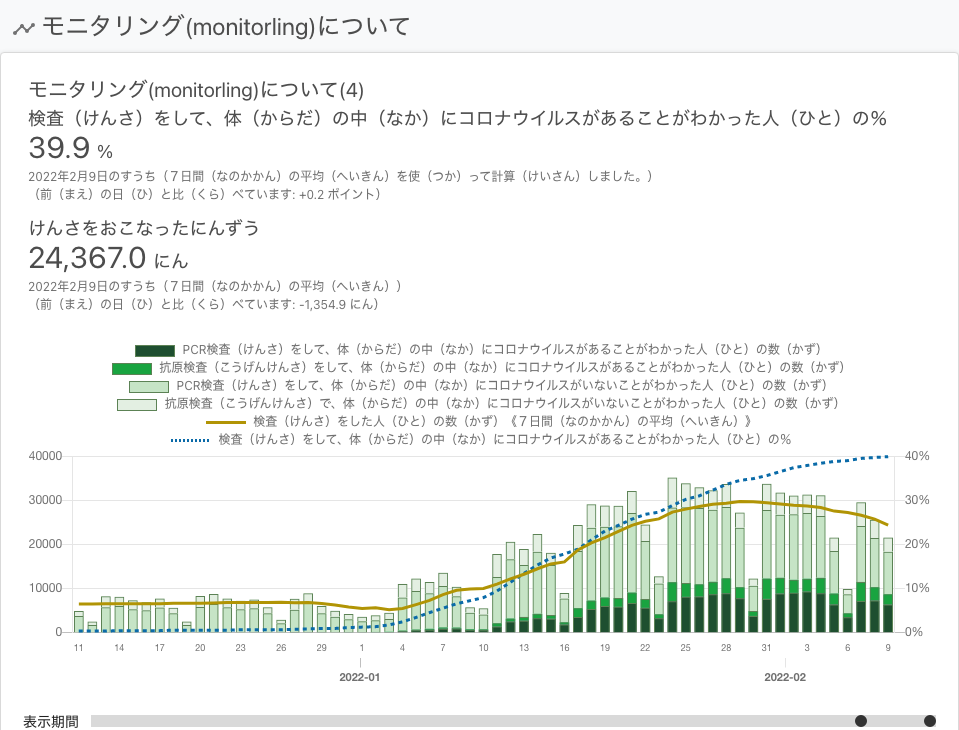 モニタリング(monitorling)について
モニタリング(monitorling)について(4)
検査（けんさ）をして、体（からだ）の中（なか）にコロナウイルスがあることがわかった人（ひと）の%
39.9 %
2022年2月9日のすうち（７日間（なのかかん）の平均（へいきん）を使（つか）って計算（けいさん）しました。）
（前（まえ）の日（ひ）と比（くら）べています: +0.2 ポイント）
けんさをおこなったにんずう
24,367.0 にん
2022年2月9日のすうち（７日間（なのかかん）の平均（へいきん））
（前（まえ）の日（ひ）と比（くら）べています: -1,354.9 にん）
PCR検査（けんさ）をして、体（からだ）の中（なか）にコロナウイルスがあることがわかった人（ひと）の数（かず）
抗原検査（こうげんけんさ）をして、体（からだ）の中（なか）にコロナウイルスがあることがわかった人（ひと）の数（かず）
PCR検査（けんさ）をして、体（からだ）の中（なか）にコロナウイルスがいないことがわかった人（ひと）の数（かず）
抗原検査（こうげんけんさ）で、体（からだ）の中（なか）にコロナウイルスがいないことがわかった人（ひと）の数（かず）
検査（けんさ）をした人（ひと）の数（かず）《７日間（なのかかん）の平均（へいきん）》
検査（けんさ）をして、体（からだ）の中（なか）にコロナウイルスがあることがわかった人（ひと）の%
40000 40%
30000 30%
20000 20%
10000 10%
0 0%
11 14 17 20 23 26 29 1 4 7 10 13 16 19 22 25 28 31 3 6 9
2022-01 2022-02
表示期間